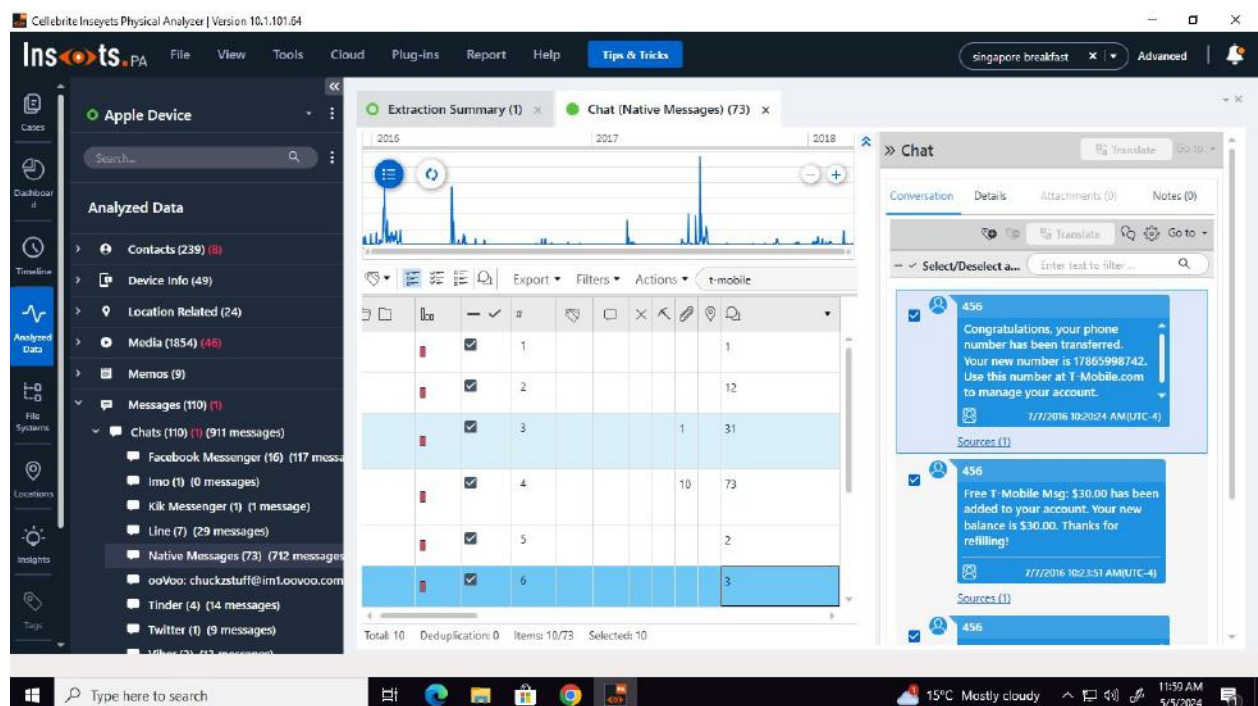 Cellebrite Inseyets Physical Analyzer | Version 10.1.101.64
Ins ts.PA File View Tools Cloud Plug-ins Report Help Tips & Tricks singapore breakfast Advanced
Cases
Dashboar
d
Timeline
Analyzed
Data
File
Systems
Locations
Insights
Tags
Apple Device
Search...
Analyzed Data
Contacts (239) (8)
Device Info (49)
Location Related (24)
Media (1854) (46)
Memos (9)
Messages (110) (1)
Chats (110) (1) (911 messages)
Facebook Messenger (16) (117 messa
Imo (1) (0 messages)
Kik Messenger (1) (1 message)
Line (7) (29 messages)
Native Messages (73) (712 messages
ooVoo: chuckzstuff@im1.oovoo.com
Tinder (4) (14 messages)
Twitter (1) (9 messages)
Extraction Summary (1) Chat (Native Messages) (73)
2016 2017 2018
Export Filters Actions t-mobile
#
1 1
2 12
3 1 31
4 10 73
5 2
6 3
Total: 10 Deduplication: 0 Items: 10/73 Selected: 10
Chat Translate Go to
Conversation Details Attachments (0) Notes (0)
Translate Go to
Select/Deselect a... Enter text to filter ...
456
Congratulations, your phone
number has been transferred.
Your new number is 17865998742.
Use this number at T-Mobile.com
to manage your account.
7/7/2016 10:20:24 AM(UTC-4)
Sources (1)
456
Free T-Mobile Msg: $30.00 has been
added to your account. Your new
balance is $30.00. Thanks for
refilling!
7/7/2016 10:23:51 AM(UTC-4)
Sources (1)
456
Type here to search
15°C Mostly cloudy
11:59 AM
5/5/2024